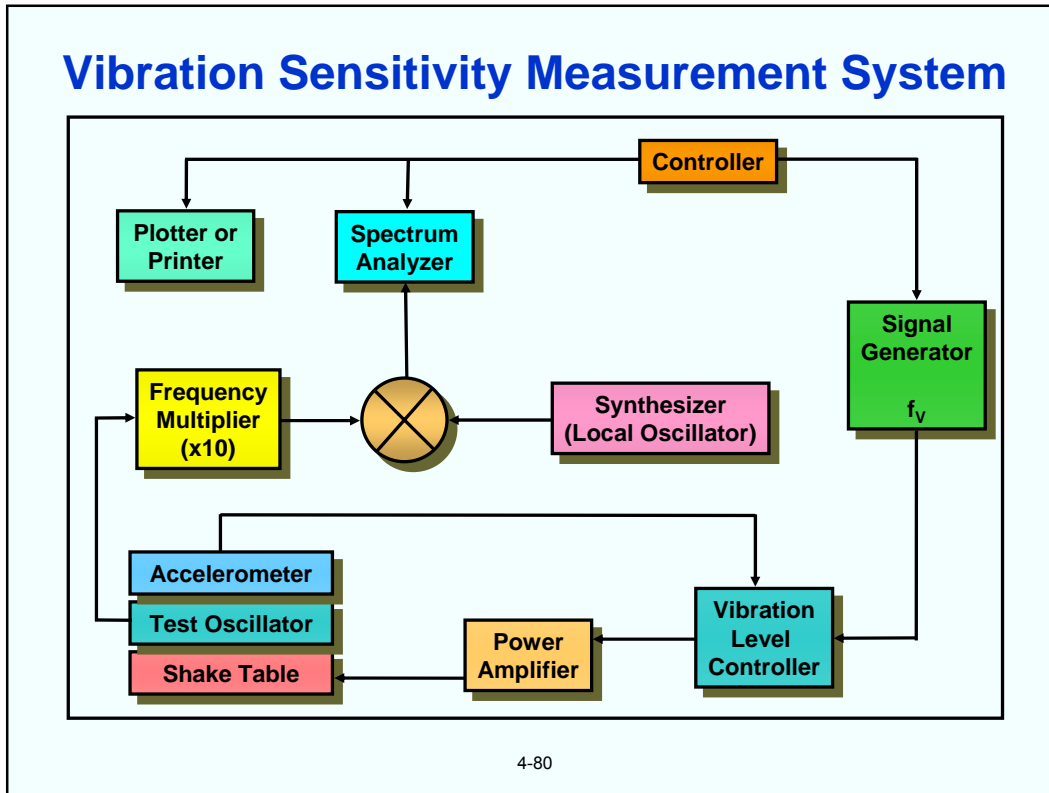 Vibration Sensitivity Measurement System
Controller
Plotter or
Printer
Spectrum
Analyzer
Signal
Generator
f_V
Frequency
Multiplier
(x10)
Synthesizer
(Local Oscillator)
Accelerometer
Test Oscillator
Shake Table
Power
Amplifier
Vibration
Level
Controller
4-80